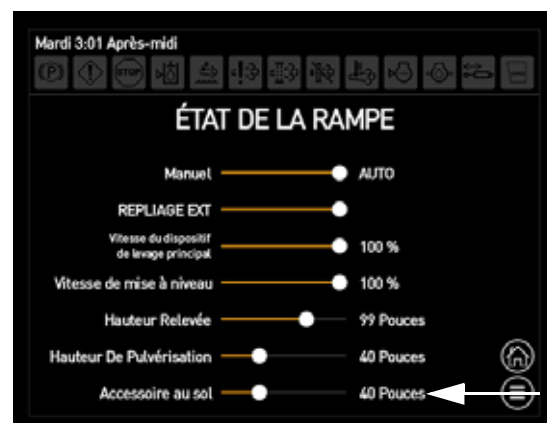 Mardi 3:01 Après-midi
(P) STOP
ÉTAT DE LA RAMPE
Manuel AUTO
REPLIAGE EXT
Vitesse du dispositif
de levage principal 100 %
Vitesse de mise à niveau 100 %
Hauteur Relevée 99 Pouces
Hauteur De Pulvérisation 40 Pouces
Accessoire au sol 40 Pouces